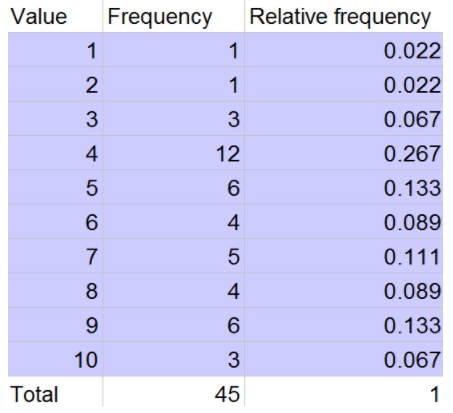 Value Frequency Relative frequency
1 1 0.022
2 1 0.022
3 3 0.067
4 12 0.267
5 6 0.133
6 4 0.089
7 5 0.111
8 4 0.089
9 6 0.133
10 3 0.067
Total 45 1